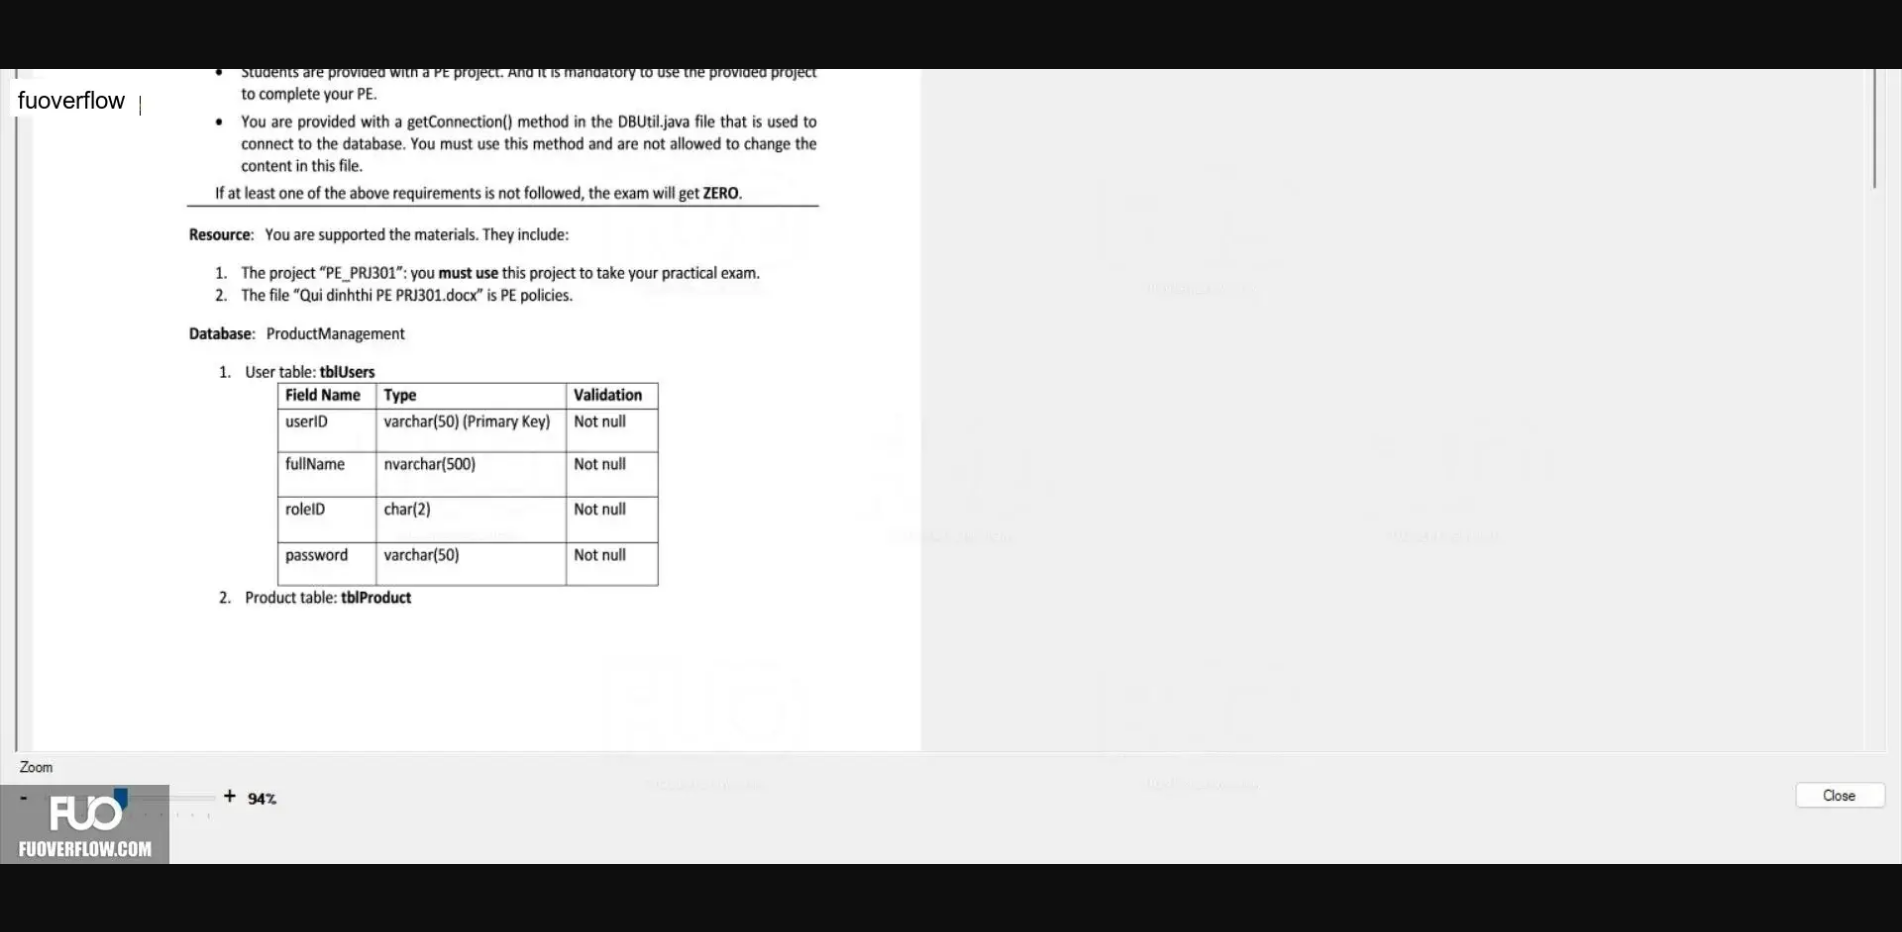 Students are provided with a PE project. And it is mandatory to use the provided project
to complete your PE.
fuoverflow
You are provided with a getConnection() method in the DBUtil.java file that is used to
connect to the database. You must use this method and are not allowed to change the
content in this file.
If at least one of the above requirements is not followed, the exam will get ZERO.
Resource: You are supported the materials. They include:
1. The project "PE_PRJ301": you must use this project to take your practical exam.
2. The file "Qui dinhthi PE PRJ301.docx" is PE policies.
Database: ProductManagement
1. User table: tblUsers
Field Name Type Validation
userID varchar(50) (Primary Key) Not null
fullName nvarchar(500) Not null
roleID char(2) Not null
password varchar(50) Not null
2. Product table: tblProduct
Zoom
- + 94%
Close
FUO
FUOVERFLOW.COM